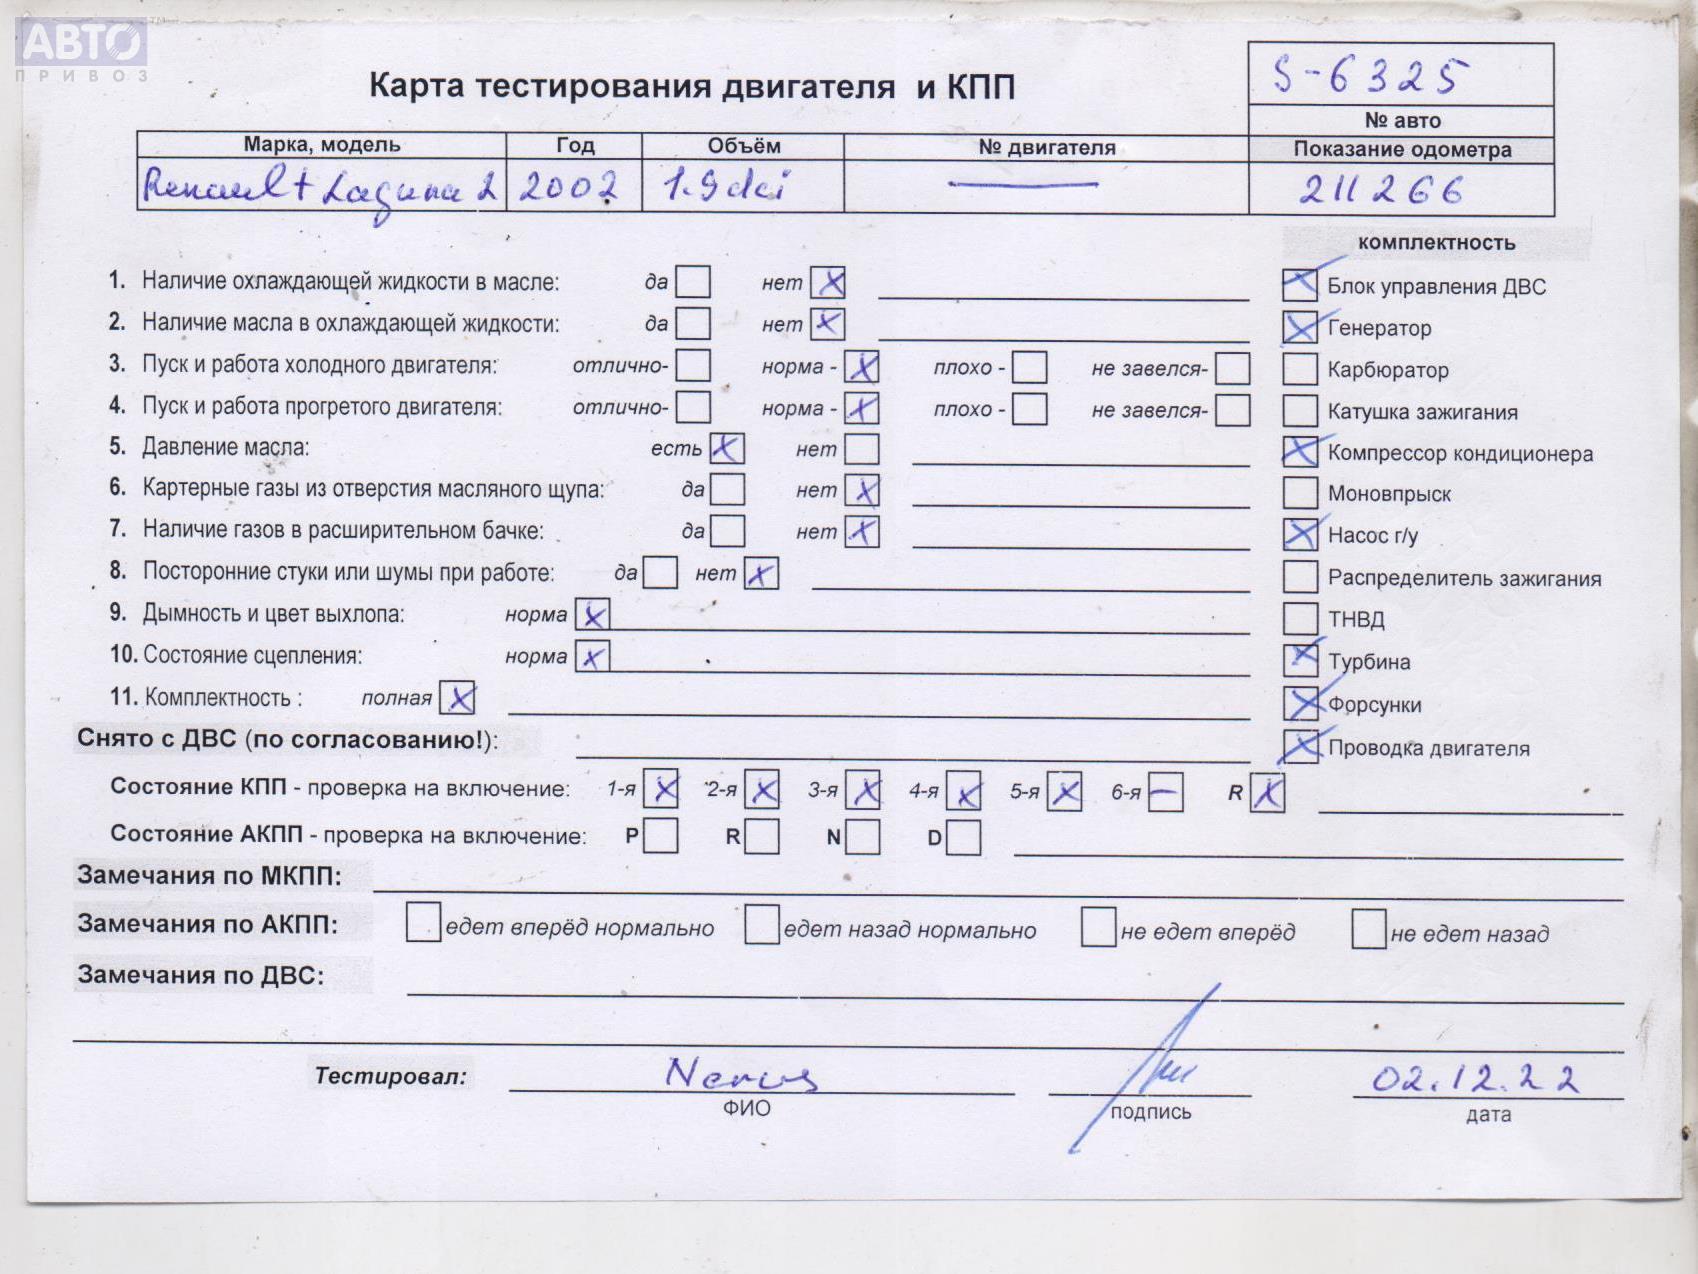 АВТО
ПРИВОЗ
Карта тестирования двигателя и КПП
S-6325
№ авто
Марка, модель Год Объём № двигателя Показание одометра
Renault Laguna 2 2002 1.9dci — 211266
комплектность
1. Наличие охлаждающей жидкости в масле: да нет X
Блок управления ДВС X
2. Наличие масла в охлаждающей жидкости: да нет X
Генератор X
3. Пуск и работа холодного двигателя: отлично- норма - X плохо - не завелся-
Карбюратор
4. Пуск и работа прогретого двигателя: отлично- норма - X плохо - не завелся-
Катушка зажигания
5. Давление масла: есть X нет
Компрессор кондиционера X
6. Картерные газы из отверстия масляного щупа: да нет X
Моновпрыск
7. Наличие газов в расширительном бачке: да нет X
Насос г/у X
8. Посторонние стуки или шумы при работе: да нет X
Распределитель зажигания
9. Дымность и цвет выхлопа: норма X
ТНВД
10. Состояние сцепления: норма X
Турбина X
11. Комплектность : полная X
Форсунки X
Снято с ДВС (по согласованию!):
Проводка двигателя X
Состояние КПП - проверка на включение: 1-я X 2-я X 3-я X 4-я X 5-я X 6-я — R X
Состояние АКПП - проверка на включение: P R N D
Замечания по МКПП:
Замечания по АКПП: едет вперёд нормально едет назад нормально не едет вперёд не едет назад
Замечания по ДВС:
Тестировал: 02.12.22
ФИО подпись дата